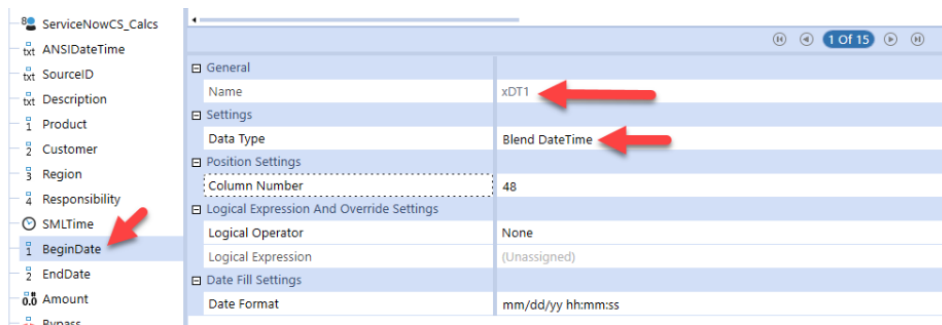 ServiceNowCS_Calcs
txt ANSIDateTime
txt SourceID
txt Description
1 Product
2 Customer
3 Region
4 Responsibility
SMLTime
1 BeginDate
2 EndDate
0.0 Amount
Bypass
1 Of 15
General
Name xDT1
Settings
Data Type Blend DateTime
Position Settings
Column Number 48
Logical Expression And Override Settings
Logical Operator None
Logical Expression (Unassigned)
Date Fill Settings
Date Format mm/dd/yy hh:mm:ss